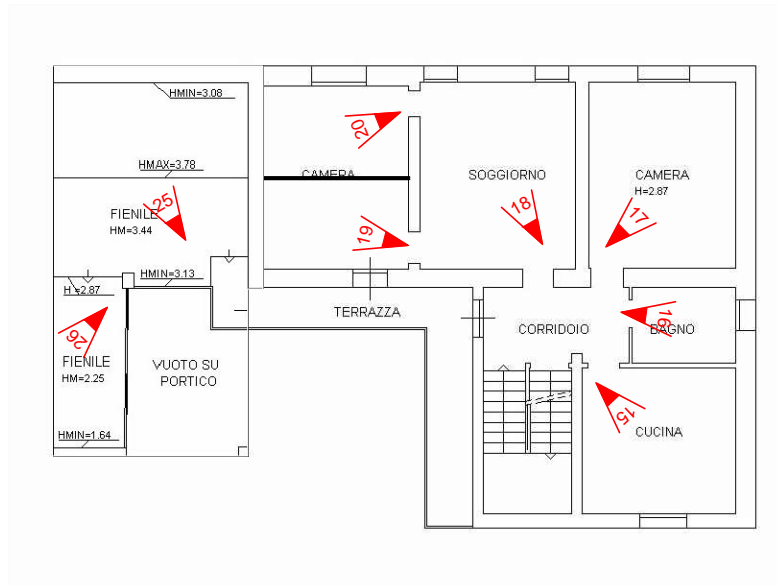 HMIN=3.08
20
HMAX=3.78
CAMERA
SOGGIORNO
CAMERA
H=2.87
25
FIENILE
HM=3.44
18
17
19
HMIN=3.13
H =2.87
TERRAZZA
26
CORRIDOIO
16
BAGNO
FIENILE
HM=2.25
VUOTO SU
PORTICO
15
CUCINA
HMIN=1.64